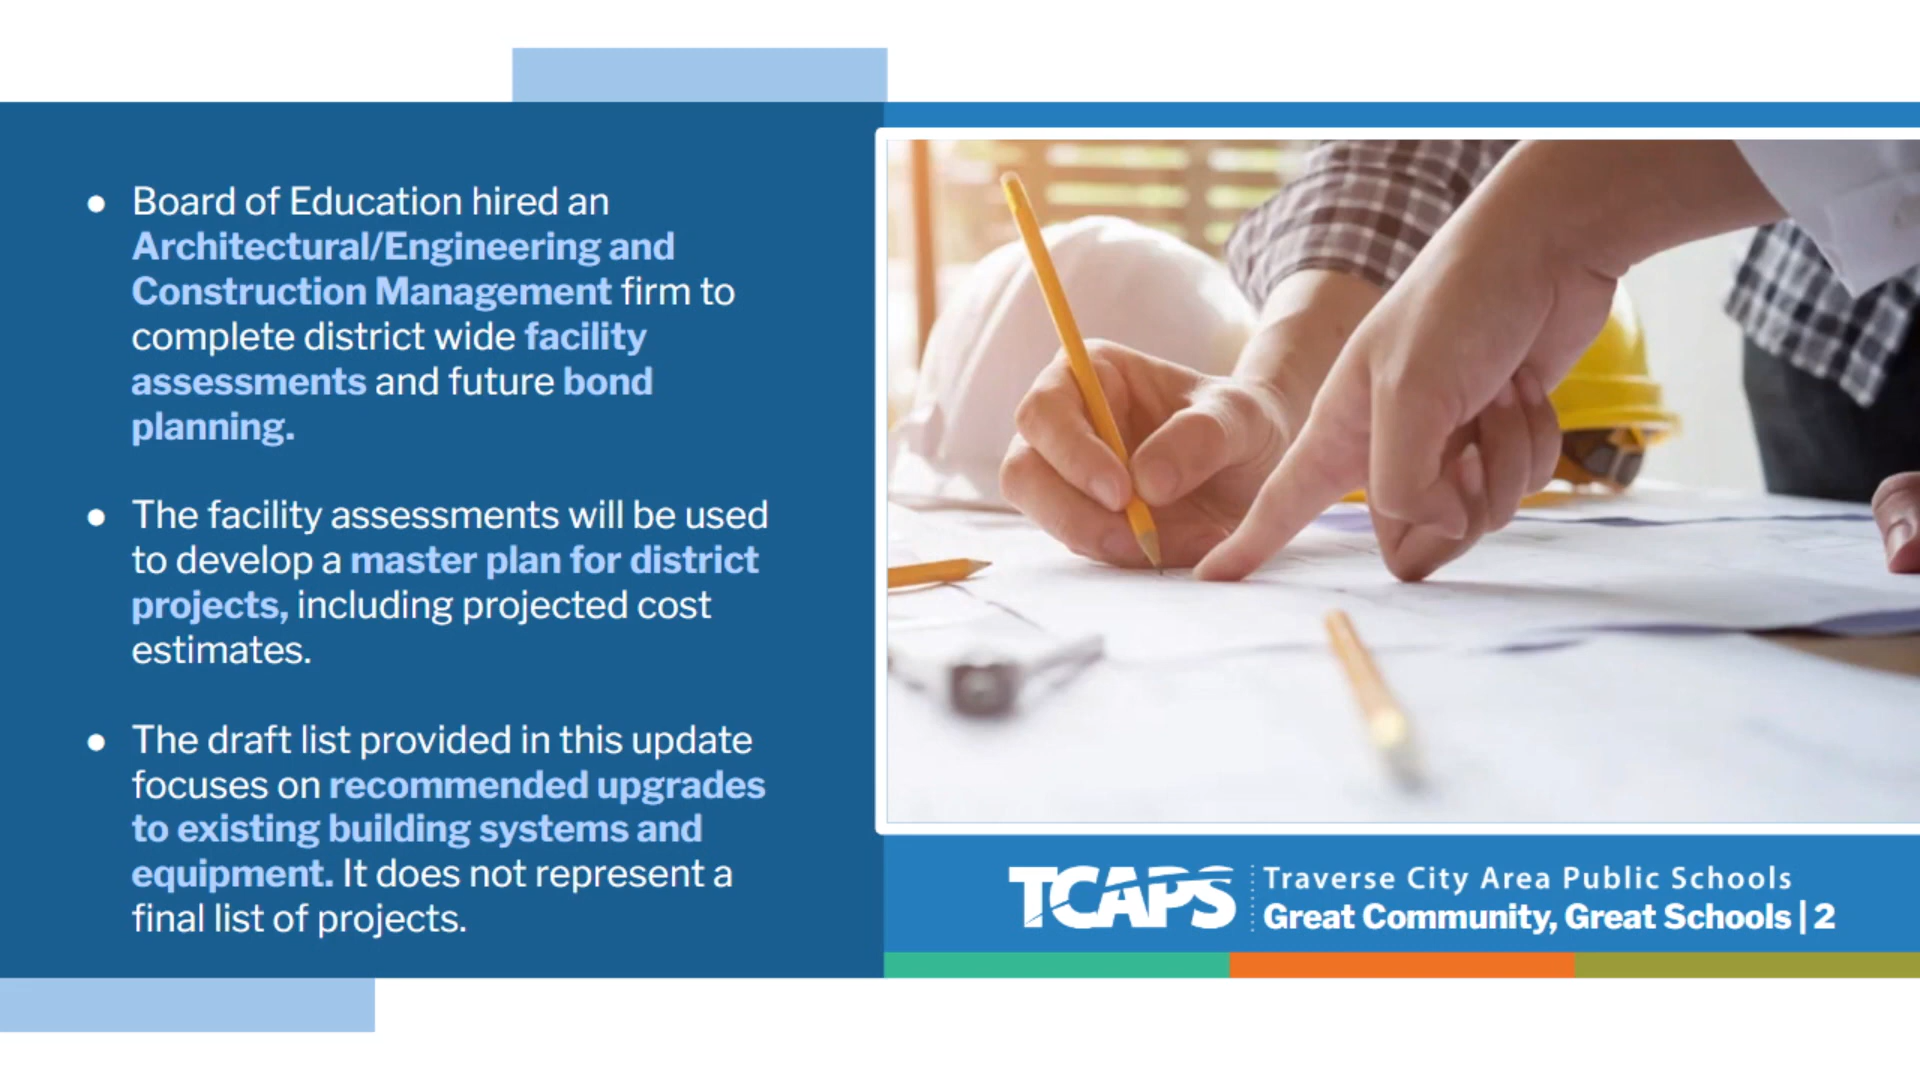 ● Board of Education hired an
Architectural/Engineering and
Construction Management firm to
complete district wide facility
assessments and future bond
planning.
● The facility assessments will be used
to develop a master plan for district
projects, including projected cost
estimates.
● The draft list provided in this update
focuses on recommended upgrades
to existing building systems and
equipment. It does not represent a
final list of projects.
TCAPS
Traverse City Area Public Schools
Great Community, Great Schools | 2